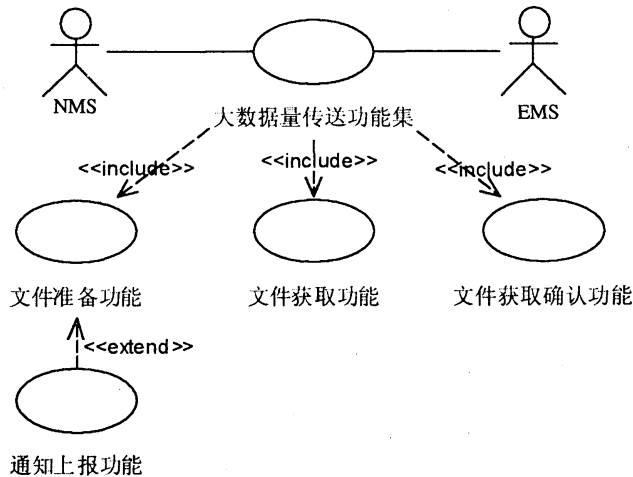 NMS
EMS
大数据量传送功能集
<<include>>
<<include>>
<<include>>
文件准备功能
文件获取功能
文件获取确认功能
<<extend>>
通知上报功能